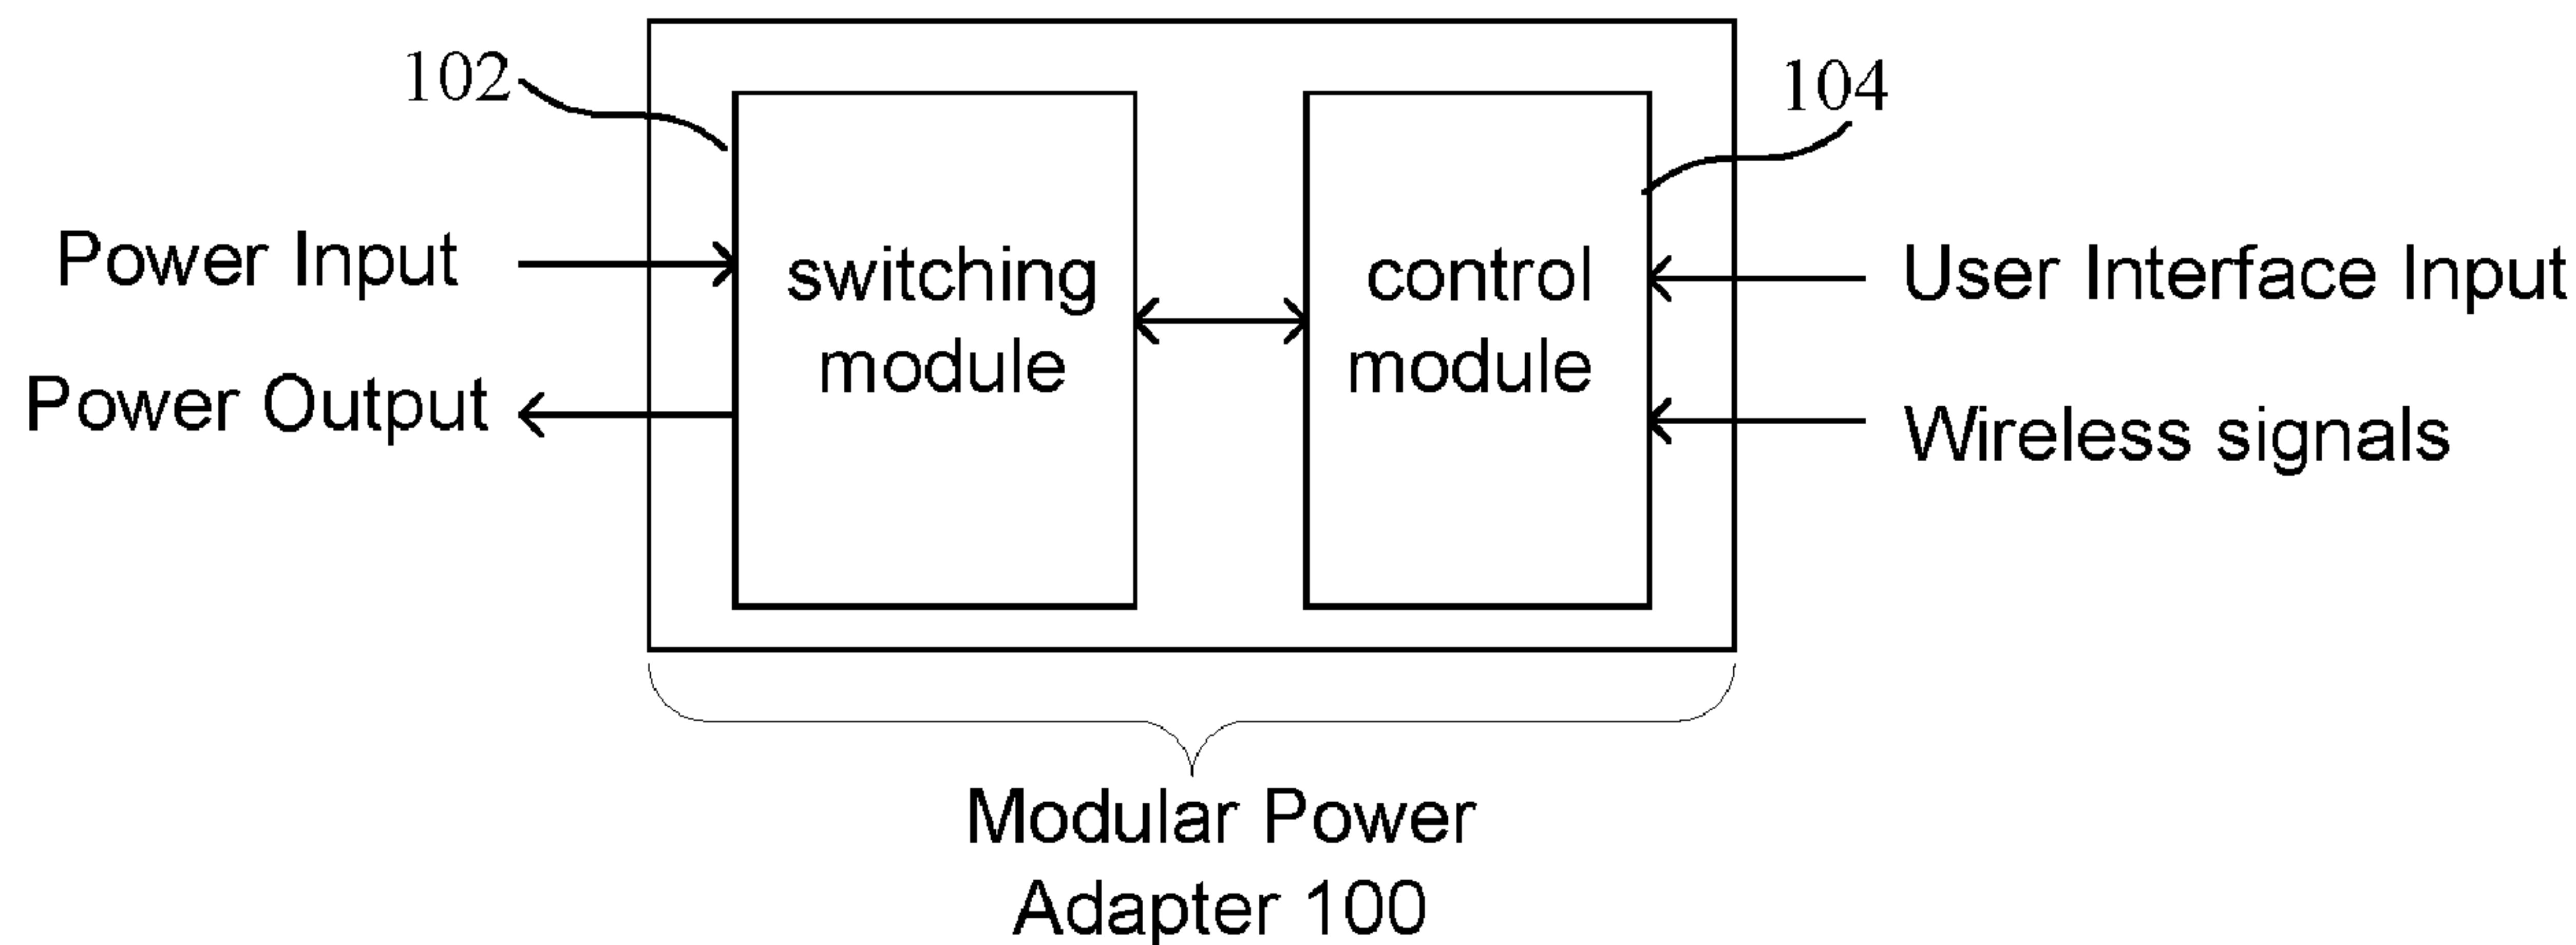 102
104
Power Input
Power Output
switching
module
control
module
User Interface Input
Wireless signals
Modular Power
Adapter 100